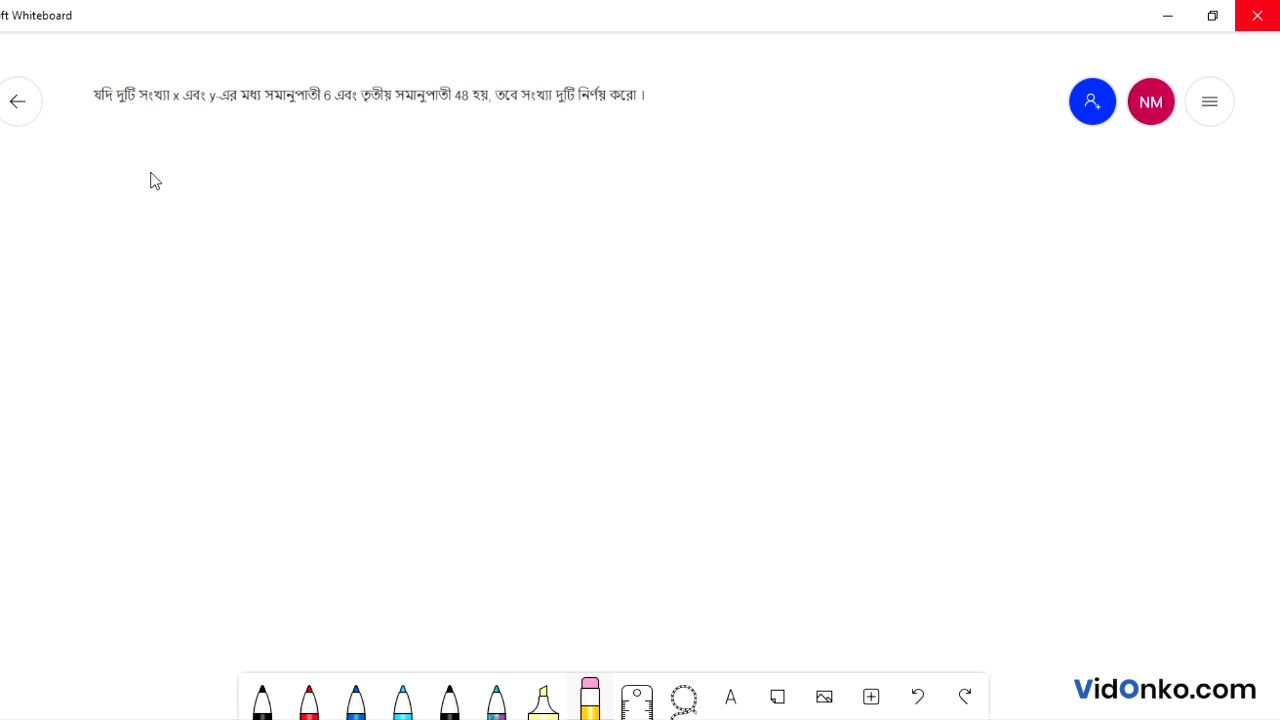 ft Whiteboard
যদি দুটি সংখ্যা x এবং y-এর মধ্য সমানুপাতী 6 এবং তৃতীয় সমানুপাতী 48 হয়, তবে সংখ্যা দুটি নির্ণয় করো ।
NM
A
VidOnko.com